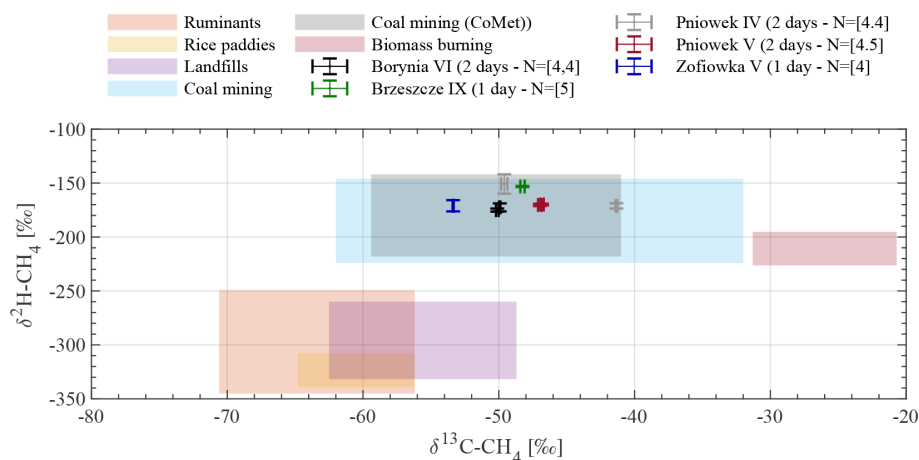 Ruminants
Rice paddies
Landfills
Coal mining
Coal mining (CoMet))
Biomass burning
Borynia VI (2 days - N=[4,4]
Brzeszcze IX (1 day - N=[5]
Pniowek IV (2 days - N=[4.4]
Pniowek V (2 days - N=[4.5]
Zofiowka V (1 day - N=[4]
-100
-150
-200
-250
-300
-350
δ²H-CH₄ [‰]
-80
-70
-60
-50
-40
-30
-20
δ¹³C-CH₄ [‰]